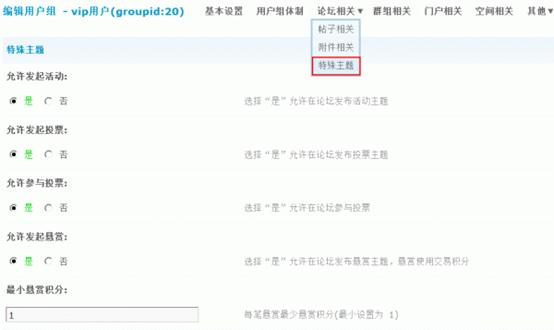 编辑用户组 - vip用户(groupid:20) 基本设置 用户组体制 论坛相关 群组相关 门户相关 空间相关 其他
帖子相关
附件相关
特殊主题
特殊主题
允许发起活动:
是 否 选择“是”允许在论坛发布活动主题
允许发起投票:
是 否 选择“是”允许在论坛发布投票主题
允许参与投票:
是 否 选择“是”允许在论坛参与投票
允许发起悬赏:
是 否 选择“是”允许在论坛发布悬赏主题，悬赏使用交易积分
最小悬赏积分:
1 每笔悬赏最少悬赏积分(最小设置为 1)